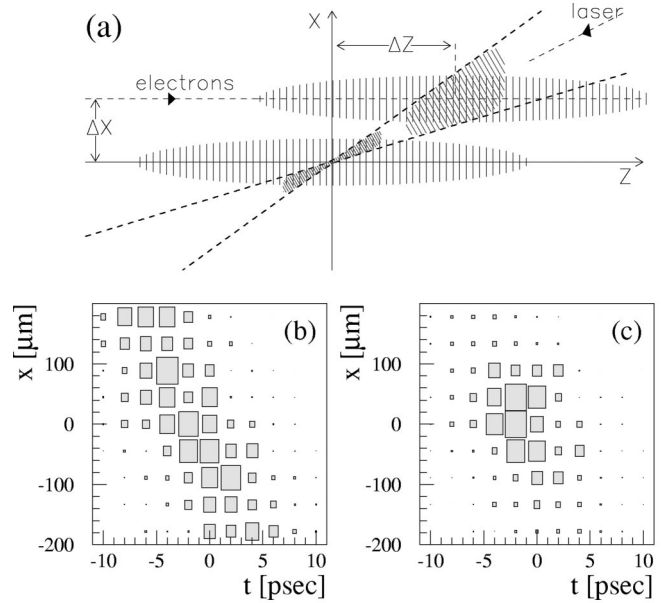 (a)
X
laser
ΔZ
electrons
ΔX
Z
x [μm]
100
0
-100
-200
(b)
-10 -5 0 5 10
t [psec]
x [μm]
100
0
-100
-200
(c)
-10 -5 0 5 10
t [psec]